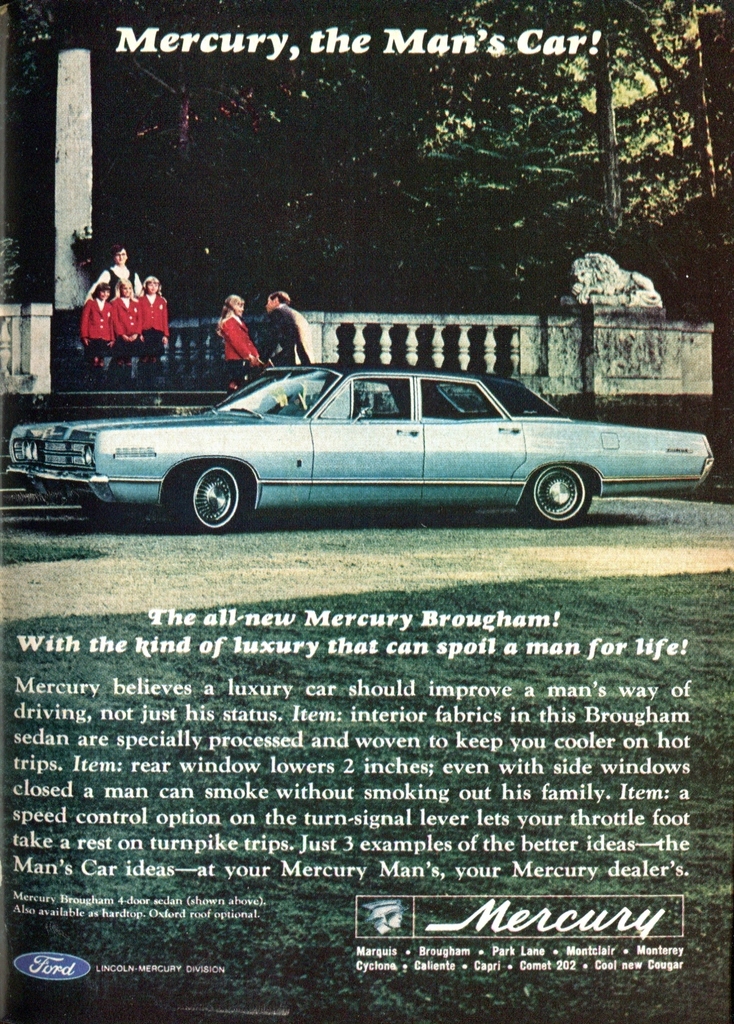 Mercury, the Man's Car!
The all-new Mercury Brougham!
With the kind of luxury that can spoil a man for life!
Mercury believes a luxury car should improve a man's way of
driving, not just his status. Item: interior fabrics in this Brougham
sedan are specially processed and woven to keep you cooler on hot
trips. Item: rear window lowers 2 inches; even with side windows
closed a man can smoke without smoking out his family. Item: a
speed control option on the turn-signal lever lets your throttle foot
take a rest on turnpike trips. Just 3 examples of the better ideas—the
Man's Car ideas—at your Mercury Man's, your Mercury dealer's.
Mercury Brougham 4-door sedan (shown above).
Also available as hardtop. Oxford roof optional.
Mercury
Marquis • Brougham • Park Lane • Montclair • Monterey
Cyclone • Caliente • Capri • Comet 202 • Cool new Cougar
Ford LINCOLN-MERCURY DIVISION